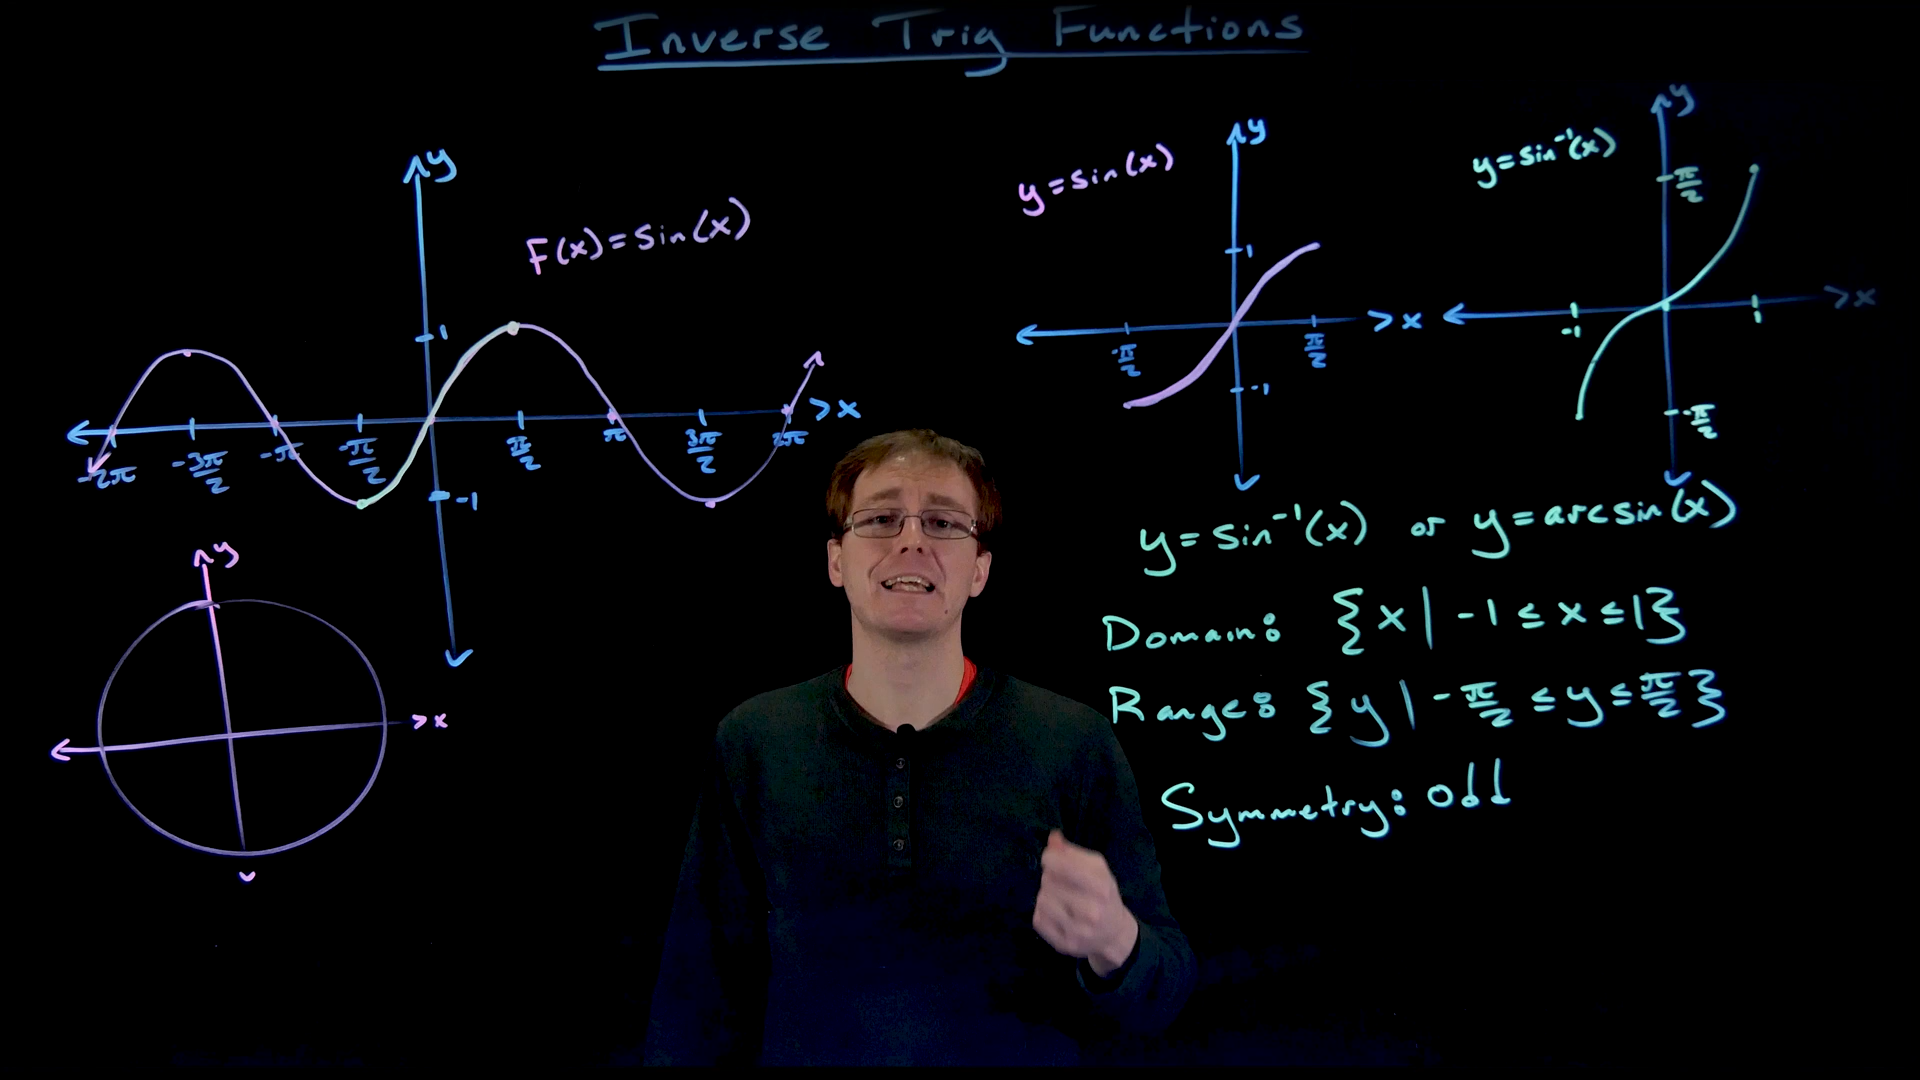 Inverse Trig Functions
y
f(x)=sin(x)
1
x
-2π -3π/2 -π -π/2 π/2 π 3π/2 2π
-1
y
x
y=sin(x)
y
1
x
-π/2 π/2
-1
y=sin⁻¹(x)
y
π/2
x
-1 1
-π/2
y=sin⁻¹(x) or y=arcsin(x)
Domain: {x|-1≤x≤1}
Range: {y|-π/2≤y≤π/2}
Symmetry: odd